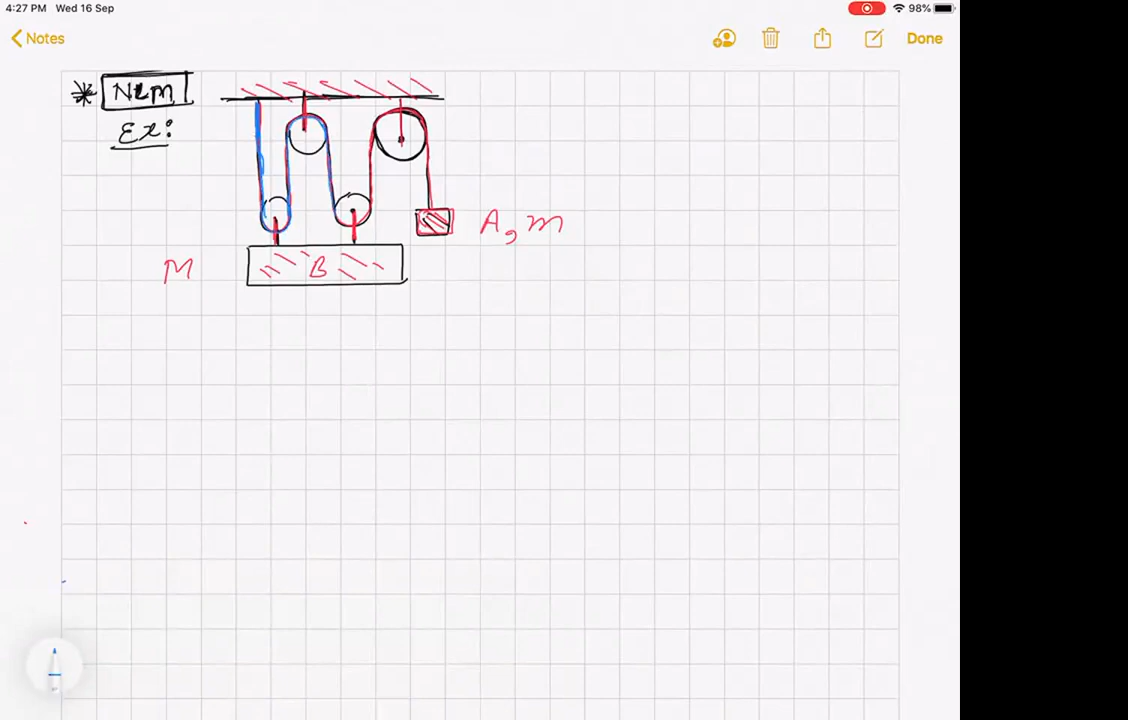 4:27 PM Wed 16 Sep
98%
Notes
Done
* NLM
Ex:
A, m
M
B